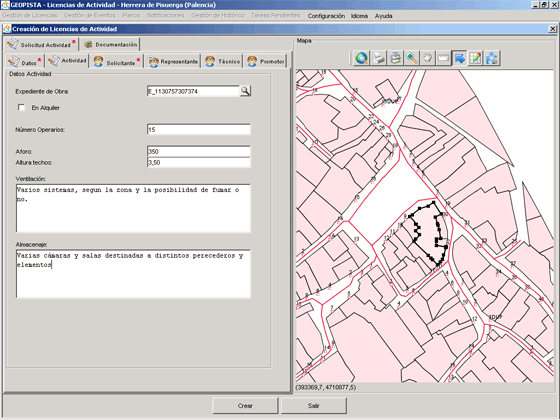 GEOPISTA - Licencias de Actividad - Herrera de Pisuerga (Palencia)
Gestión de Licencias Gestión de Eventos Planos Notificaciones Gestión de Histórico Tareas Pendientes Configuración Idioma Ayuda
Creación de Licencias de Actividad
Solicitud Actividad * Documentación
Datos * Actividad Solicitante * Representante Técnico Promotor
Datos Actividad
Expediente de Obra: E_1130757307374
En Alquiler
Número Operarios: 15
Aforo: 350
Altura techos: 3,50
Ventilación:
Varios sistemas, segun la zona y la posibilidad de fumar o
no.
Almacenaje:
Varias cámaras y salas destinadas a distintos perecederos y
elementos
Mapa
(393369,7, 4710877,5)
Crear Salir